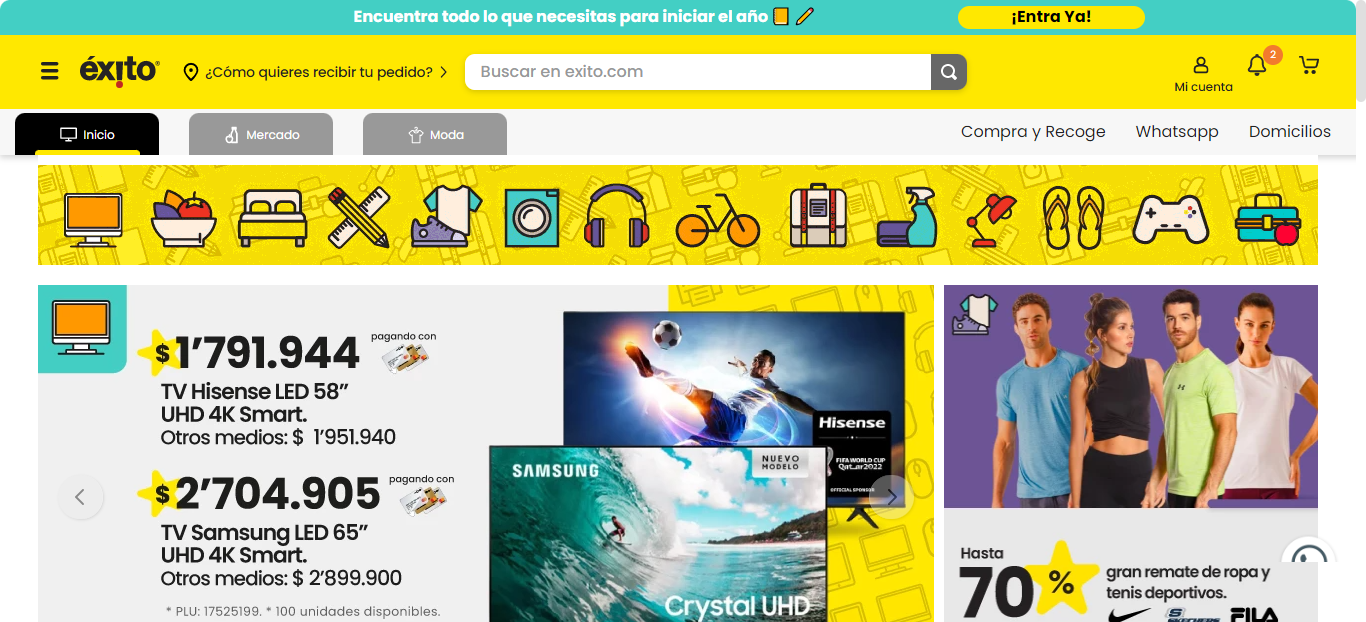 Encuentra todo lo que necesitas para iniciar el año
¡Entra Ya!
éxito
¿Cómo quieres recibir tu pedido?
Buscar en exito.com
Mi cuenta
2
Inicio
Mercado
Moda
Compra y Recoge
Whatsapp
Domicilios
$1’791.944
pagando con
TV Hisense LED 58”
UHD 4K Smart.
Otros medios: $ 1’951.940
$2’704.905
pagando con
TV Samsung LED 65”
UHD 4K Smart.
Otros medios: $ 2’899.900
* PLU: 17525199. * 100 unidades disponibles.
Hisense
FIFA WORLD CUP
Qatar2022
OFFICIAL SPONSOR
SAMSUNG
NUEVO
MODELO
Crystal UHD
Hasta
70%
gran remate de ropa y
tenis deportivos.
SKECHERS
FILA